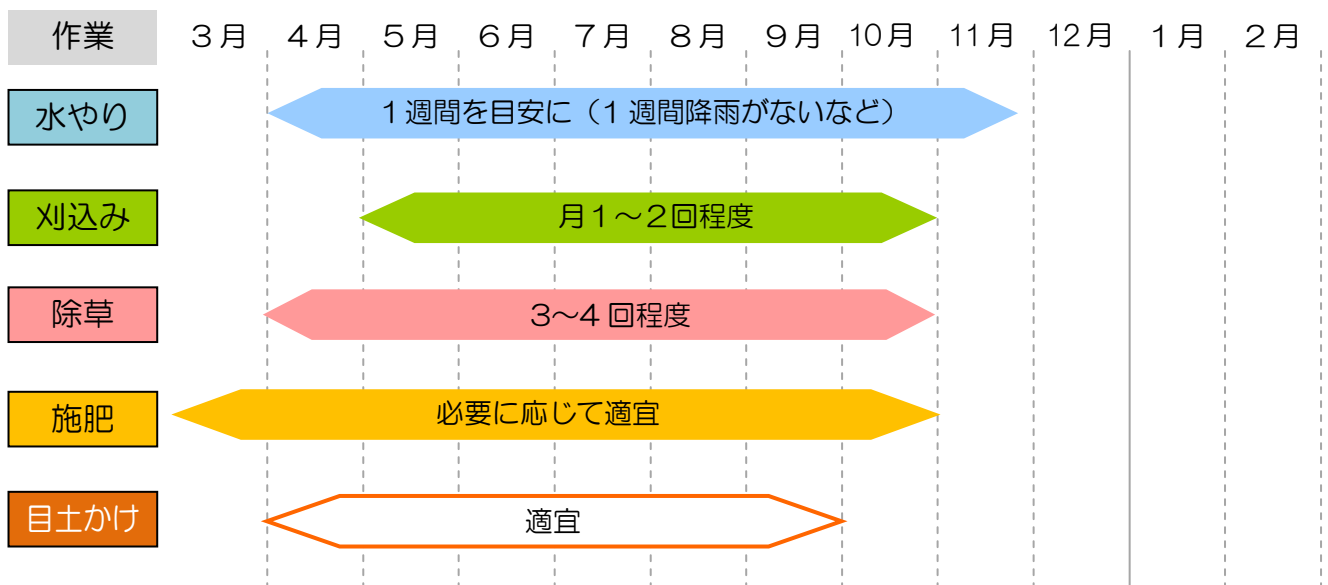 作業 3月 4月 5月 6月 7月 8月 9月 10月 11月 12月 1月 2月
水やり 1週間を目安に（1週間降雨がないなど）
刈込み 月1～2回程度
除草 3～4回程度
施肥 必要に応じて適宜
目土かけ 適宜